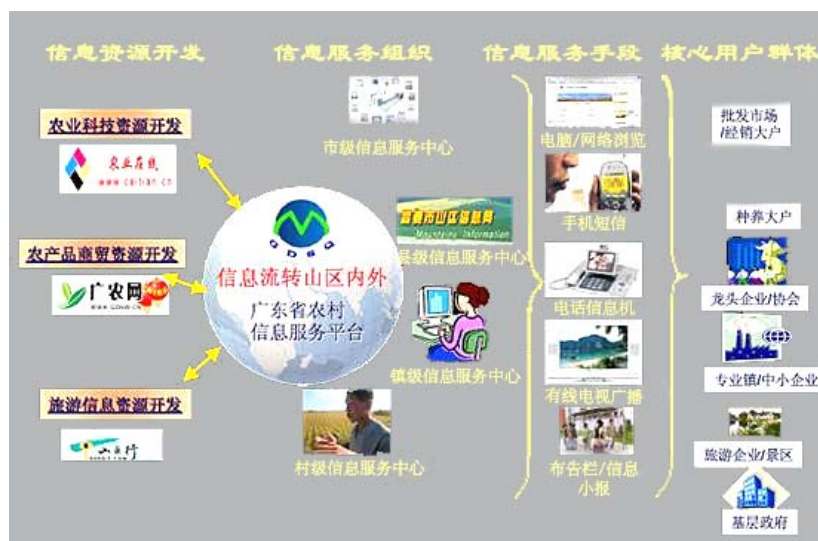 信息资源开发
信息服务组织
信息服务手段
核心用户群体
农业科技资源开发
农业在线
农产品商贸资源开发
广农网
旅游信息资源开发
山区行
GDSQ
信息流转山区内外
广东省农村
信息服务平台
市级信息服务中心
Mountains Information
县级信息服务中心
镇级信息服务中心
村级信息服务中心
电脑/网络浏览
手机短信
电话信息机
有线电视广播
布告栏/信息
小报
批发市场
/经销大户
种养大户
龙头企业/协会
专业镇/中小企业
旅游企业/景区
基层政府